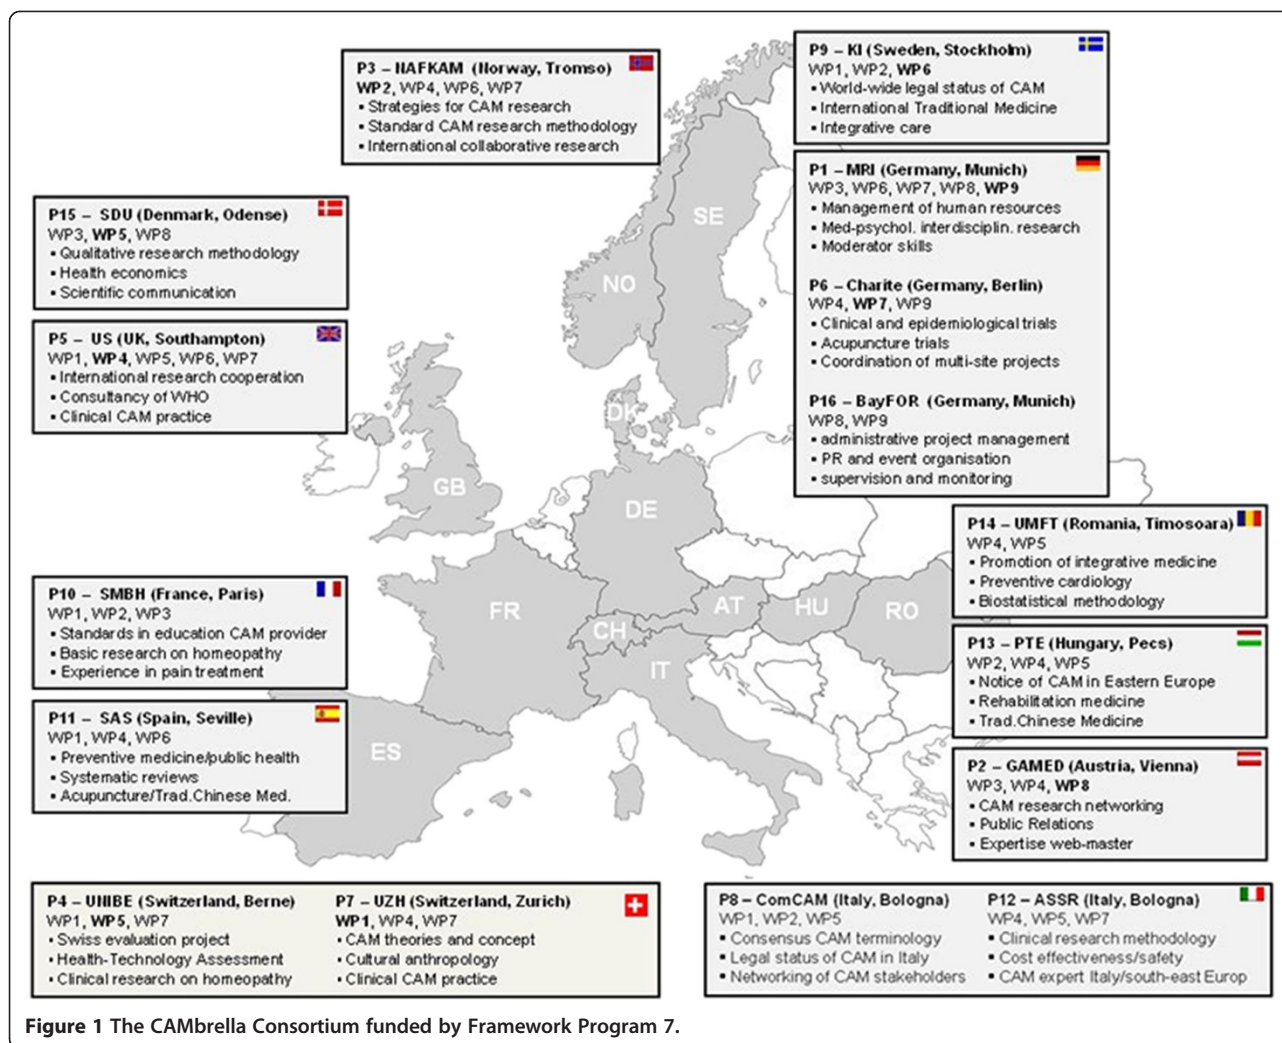 P3 – NAFKAM (Norway, Tromso)
WP2, WP4, WP6, WP7
▪ Strategies for CAM research
▪ Standard CAM research methodology
▪ International collaborative research
P9 – KI (Sweden, Stockholm)
WP1, WP2, WP6
▪ World-wide legal status of CAM
▪ International Traditional Medicine
▪ Integrative care
P1 – MRI (Germany, Munich)
WP3, WP6, WP7, WP8, WP9
▪ Management of human resources
▪ Med-psychol. interdisciplin. research
▪ Moderator skills
P6 – Charite (Germany, Berlin)
WP4, WP7, WP9
▪ Clinical and epidemiological trials
▪ Acupuncture trials
▪ Coordination of multi-site projects
P16 – BayFOR (Germany, Munich)
WP8, WP9
▪ administrative project management
▪ PR and event organisation
▪ supervision and monitoring
P15 – SDU (Denmark, Odense)
WP3, WP5, WP8
▪ Qualitative research methodology
▪ Health economics
▪ Scientific communication
P5 – US (UK, Southampton)
WP1, WP4, WP5, WP6, WP7
▪ International research cooperation
▪ Consultancy of WHO
▪ Clinical CAM practice
SE
NO
DK
GB
DE
FR
CH
AT
HU
RO
IT
ES
P14 – UMFT (Romania, Timosoara)
WP4, WP5
▪ Promotion of integrative medicine
▪ Preventive cardiology
▪ Biostatistical methodology
P10 – SMBH (France, Paris)
WP1, WP2, WP3
▪ Standards in education CAM provider
▪ Basic research on homeopathy
▪ Experience in pain treatment
P13 – PTE (Hungary, Pecs)
WP2, WP4, WP5
▪ Notice of CAM in Eastern Europe
▪ Rehabilitation medicine
▪ Trad.Chinese Medicine
P11 – SAS (Spain, Seville)
WP1, WP4, WP6
▪ Preventive medicine/public health
▪ Systematic reviews
▪ Acupuncture/Trad.Chinese Med.
P2 – GAMED (Austria, Vienna)
WP3, WP4, WP8
▪ CAM research networking
▪ Public Relations
▪ Expertise web-master
P4 – UNIBE (Switzerland, Berne)
WP1, WP5, WP7
▪ Swiss evaluation project
▪ Health-Technology Assessment
▪ Clinical research on homeopathy
P7 – UZH (Switzerland, Zurich)
WP1, WP4, WP7
▪ CAM theories and concept
▪ Cultural anthropology
▪ Clinical CAM practice
P8 – ComCAM (Italy, Bologna)
WP1, WP2, WP5
▪ Consensus CAM terminology
▪ Legal status of CAM in Italy
▪ Networking of CAM stakeholders
P12 – ASSR (Italy, Bologna)
WP4, WP5, WP7
▪ Clinical research methodology
▪ Cost effectiveness/safety
▪ CAM expert Italy/south-east Europ
Figure 1 The CAMbrella Consortium funded by Framework Program 7.